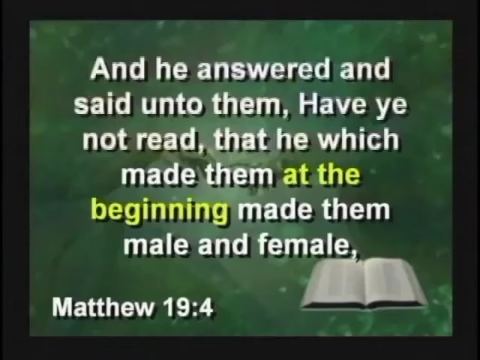 And he answered and
said unto them, Have ye
not read, that he which
made them at the
beginning made them
male and female,
Matthew 19:4